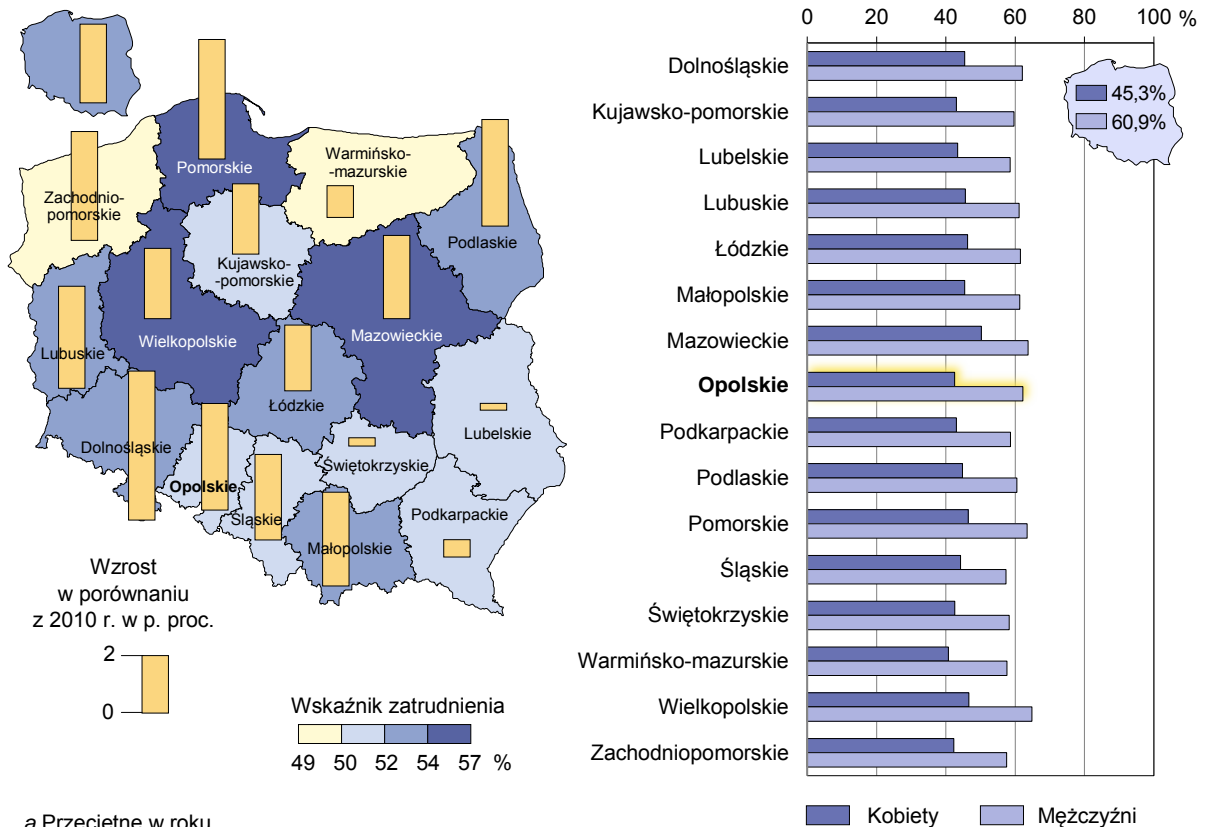 Pomorskie
Warmińsko-
-mazurskie
Zachodnio-
pomorskie
Podlaskie
Kujawsko-
-pomorskie
Mazowieckie
Wielkopolskie
Lubuskie
Łódzkie
Lubelskie
Dolnośląskie
Świętokrzyskie
Opolskie
Śląskie
Podkarpackie
Małopolskie
Wzrost
w porównaniu
z 2010 r. w p. proc.
2
0
Wskaźnik zatrudnienia
49 50 52 54 57 %
a Przeciętne w roku
0 20 40 60 80 100 %
Dolnośląskie
Kujawsko-pomorskie
Lubelskie
Lubuskie
Łódzkie
Małopolskie
Mazowieckie
Opolskie
Podkarpackie
Podlaskie
Pomorskie
Śląskie
Świętokrzyskie
Warmińsko-mazurskie
Wielkopolskie
Zachodniopomorskie
45,3%
60,9%
Kobiety Mężczyźni